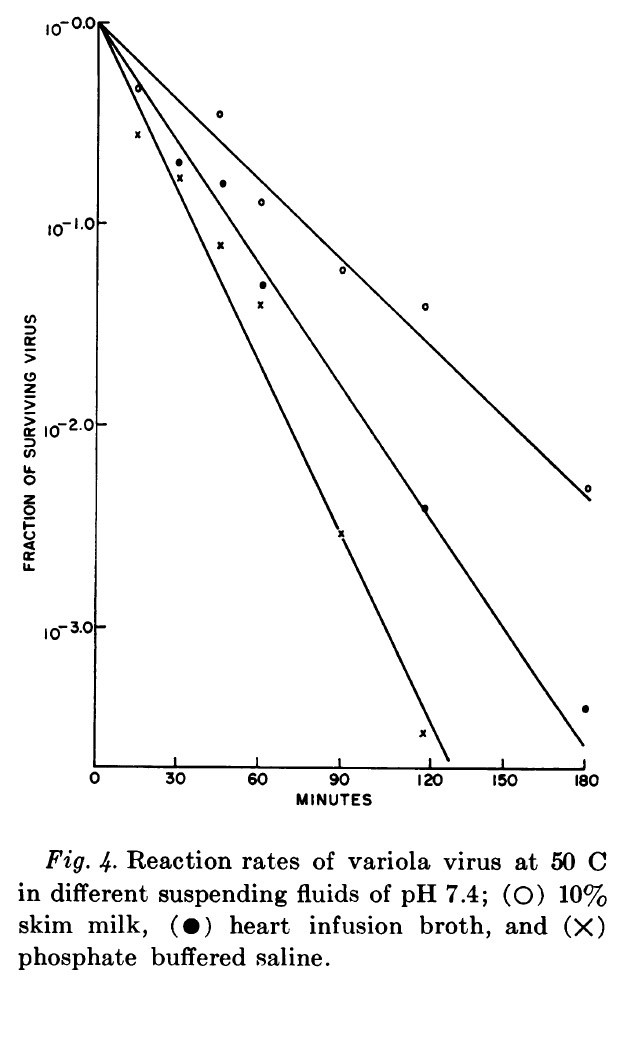 10-0.0
10-1.0
10-2.0
10-3.0
FRACTION OF SURVIVING VIRUS
0 30 60 90 120 150 180
MINUTES
Fig. 4. Reaction rates of variola virus at 50 C
in different suspending fluids of pH 7.4; (○) 10%
skim milk, (●) heart infusion broth, and (×)
phosphate buffered saline.